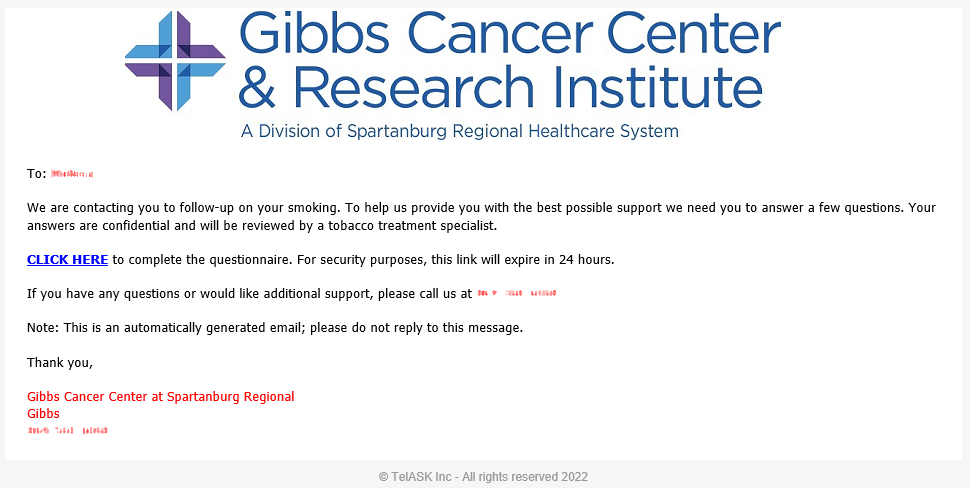 Gibbs Cancer Center
& Research Institute
A Division of Spartanburg Regional Healthcare System
To:
We are contacting you to follow-up on your smoking. To help us provide you with the best possible support we need you to answer a few questions. Your
answers are confidential and will be reviewed by a tobacco treatment specialist.
CLICK HERE to complete the questionnaire. For security purposes, this link will expire in 24 hours.
If you have any questions or would like additional support, please call us at
Note: This is an automatically generated email; please do not reply to this message.
Thank you,
Gibbs Cancer Center at Spartanburg Regional
Gibbs
© TelASK Inc - All rights reserved 2022